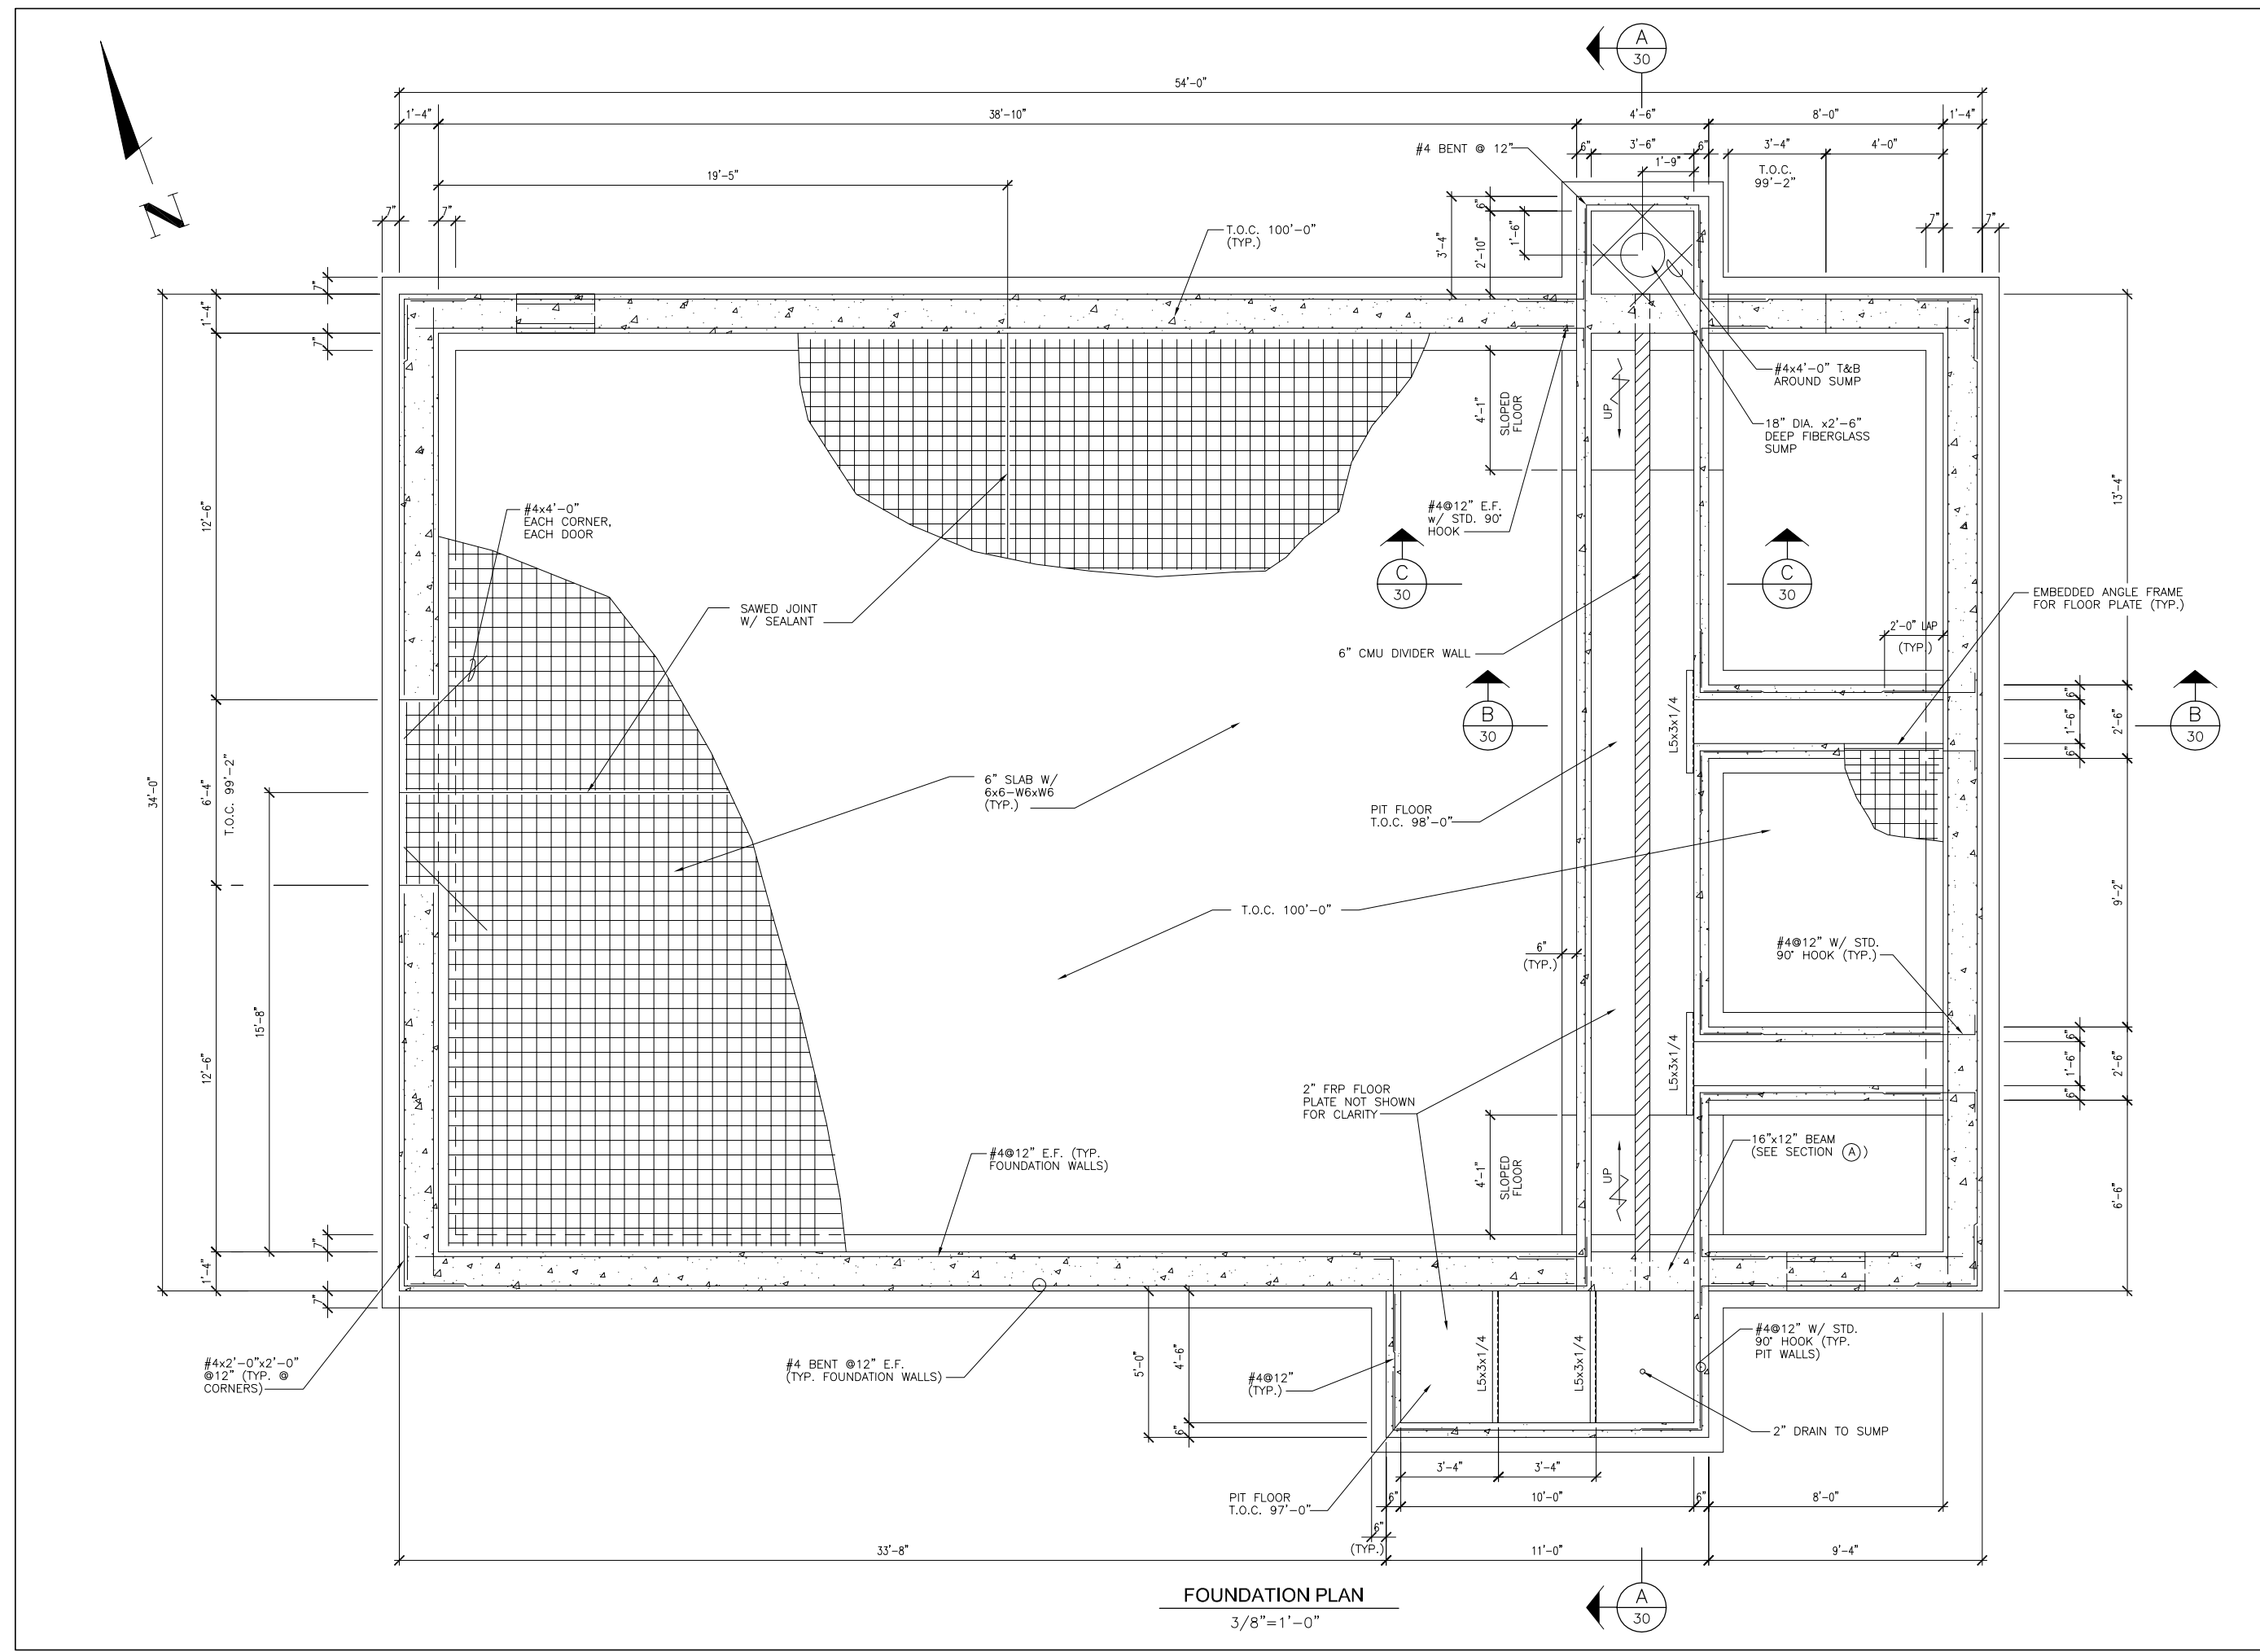 A
30
54'-0"
1'-4"
38'-10"
4'-6"
8'-0"
1'-4"
#4 BENT @ 12"
6"
3'-6"
6"
3'-4"
4'-0"
1'-9"
T.O.C.
99'-2"
19'-5"
N
7"
7"
7"
7"
T.O.C. 100'-0"
(TYP.)
3'-4"
6"
2'-10"
1'-6"
7"
1'-4"
7"
#4x4'-0" T&B
AROUND SUMP
4'-1"
SLOPED
FLOOR
UP
18" DIA. x2'-6"
DEEP FIBERGLASS
SUMP
12'-6"
13'-4"
#4x4'-0"
EACH CORNER,
EACH DOOR
#4@12" E.F.
w/ STD. 90°
HOOK
C
30
C
30
EMBEDDED ANGLE FRAME
FOR FLOOR PLATE (TYP.)
SAWED JOINT
W/ SEALANT
2'-0" LAP
(TYP.)
6" CMU DIVIDER WALL
B
30
L5x3x1/4
6"
1'-6"
6"
2'-6"
B
30
34'-0"
6'-4"
T.O.C. 99'-2"
6" SLAB W/
6x6-W6xW6
(TYP.)
PIT FLOOR
T.O.C. 98'-0"
T.O.C. 100'-0"
9'-2"
6"
(TYP.)
#4@12" W/ STD.
90° HOOK (TYP.)
15'-8"
12'-6"
L5x3x1/4
6"
1'-6"
6"
2'-6"
2" FRP FLOOR
PLATE NOT SHOWN
FOR CLARITY
#4@12" E.F. (TYP.
FOUNDATION WALLS)
4'-1"
SLOPED
FLOOR
UP
16"x12" BEAM
(SEE SECTION A )
6'-6"
7"
1'-4"
7"
#4x2'-0"x2'-0"
@12" (TYP. @
CORNERS)
#4 BENT @12" E.F.
(TYP. FOUNDATION WALLS)
5'-0"
4'-6"
6"
#4@12"
(TYP.)
L5x3x1/4
L5x3x1/4
#4@12" W/ STD.
90° HOOK (TYP.
PIT WALLS)
2" DRAIN TO SUMP
3'-4"
3'-4"
PIT FLOOR
T.O.C. 97'-0"
6"
10'-0"
6"
8'-0"
6"
(TYP.)
33'-8"
11'-0"
9'-4"
FOUNDATION PLAN
3/8"=1'-0"
A
30